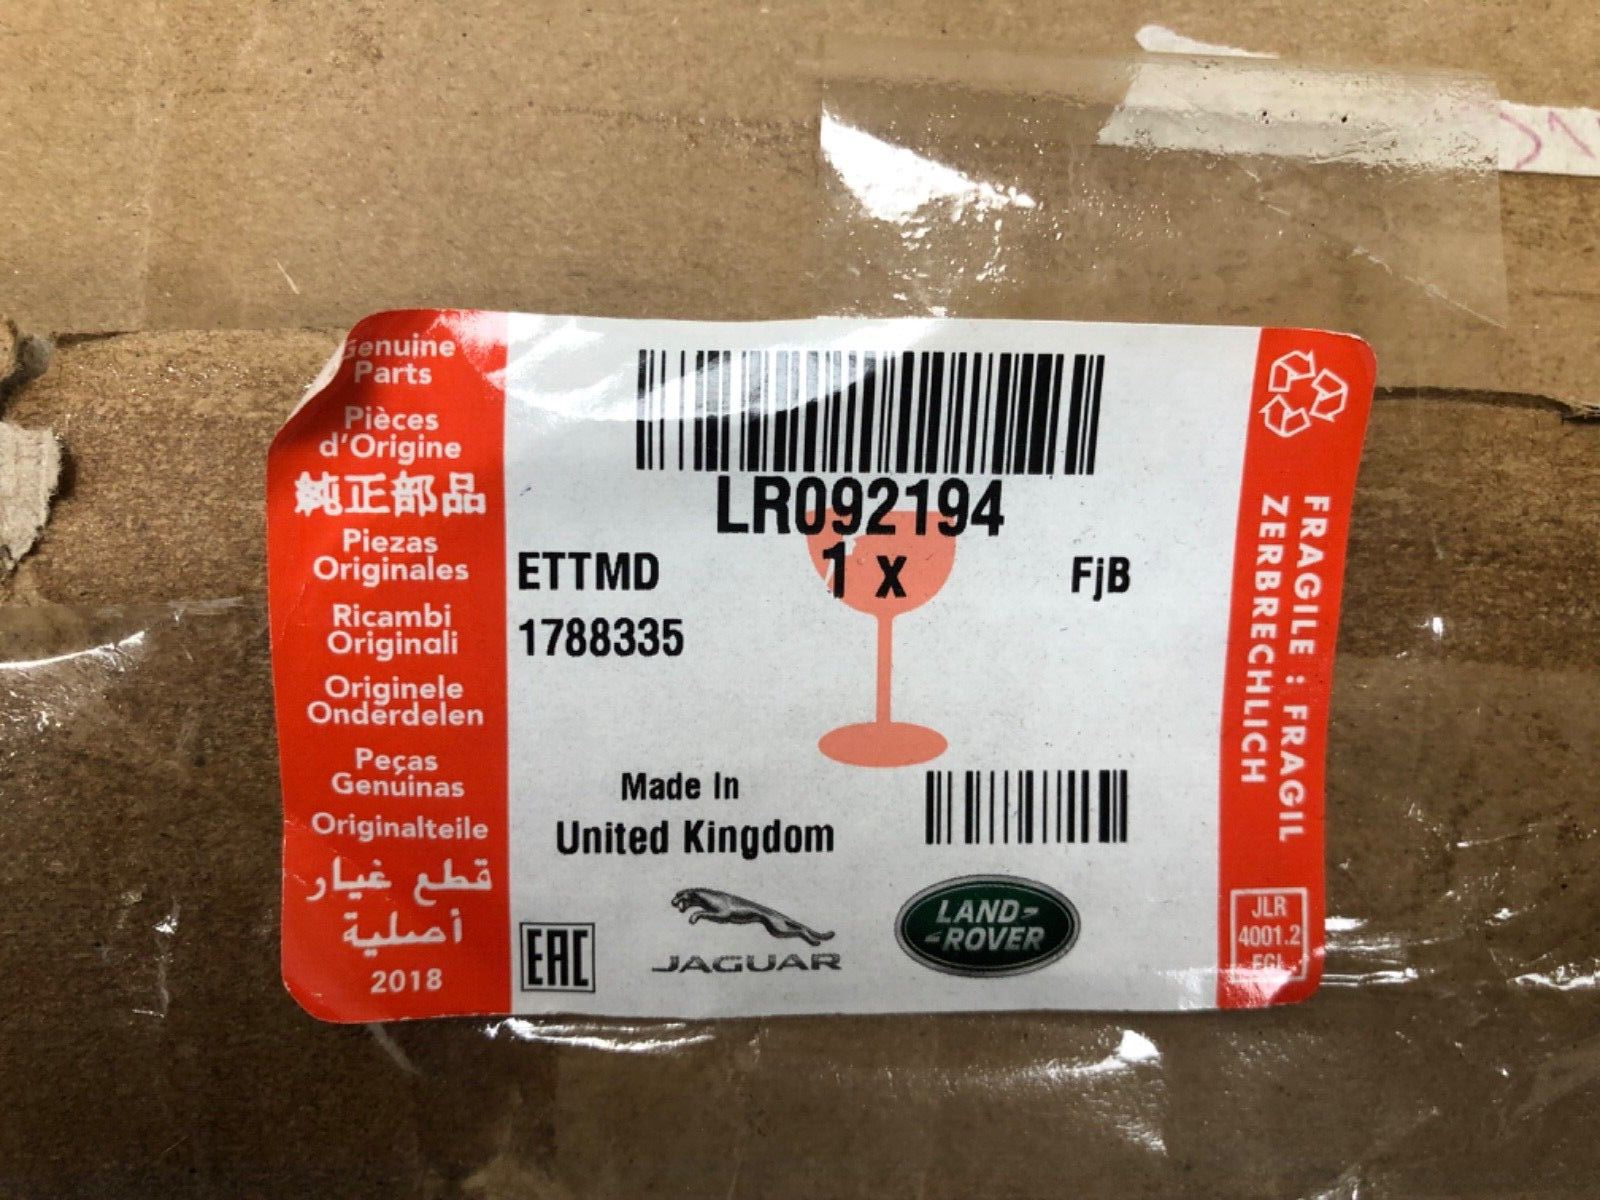 Genuine
Parts
Pièces
d'Origine
純正部品
Piezas
Originales
Ricambi
Originali
Originele
Onderdelen
Peças
Genuinas
Originalteile
قطع غيار
أصلية
2018
LR092194
ETTMD 1 x FjB
1788335
Made In
United Kingdom
EAC
JAGUAR
LAND-
-ROVER
FRAGILE : FRAGIL
ZERBRECHLICH
JLR
4001.2